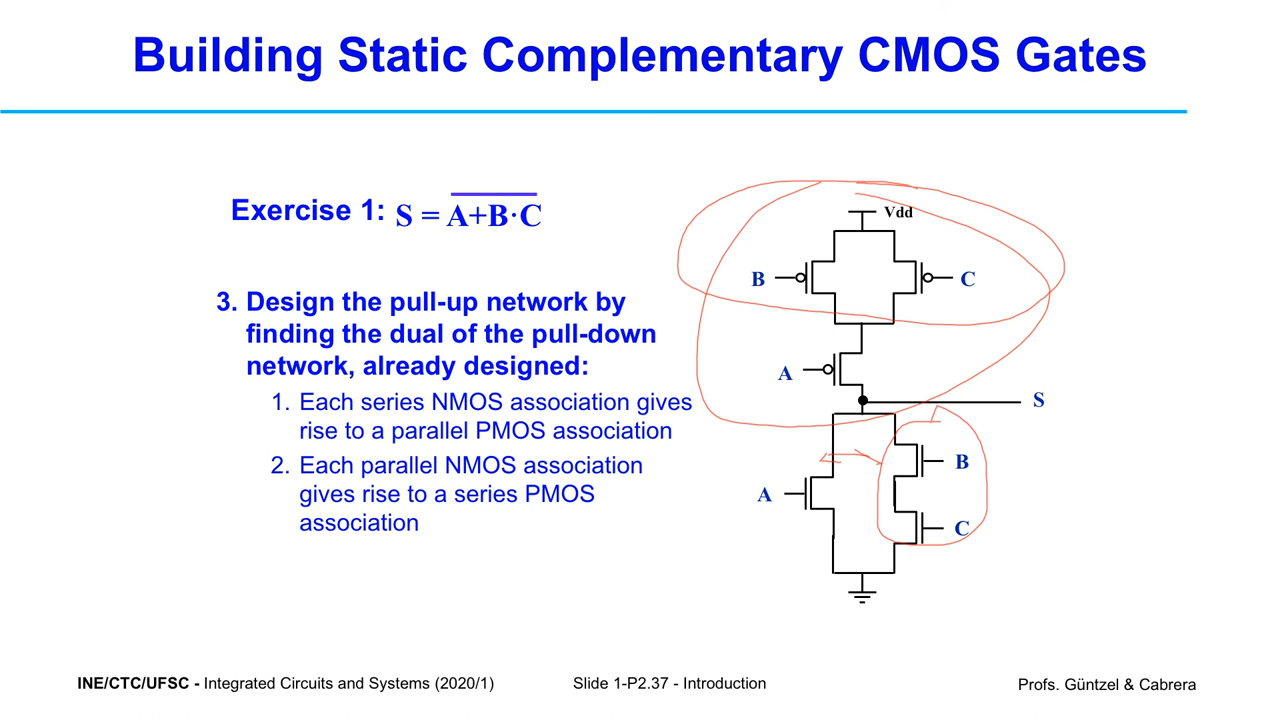 Building Static Complementary CMOS Gates
Exercise 1: S = A+B·C
3. Design the pull-up network by
finding the dual of the pull-down
network, already designed:
1. Each series NMOS association gives
rise to a parallel PMOS association
2. Each parallel NMOS association
gives rise to a series PMOS
association
Vdd
B
C
A
S
B
A
C
INE/CTC/UFSC - Integrated Circuits and Systems (2020/1)
Slide 1-P2.37 - Introduction
Profs. Güntzel & Cabrera